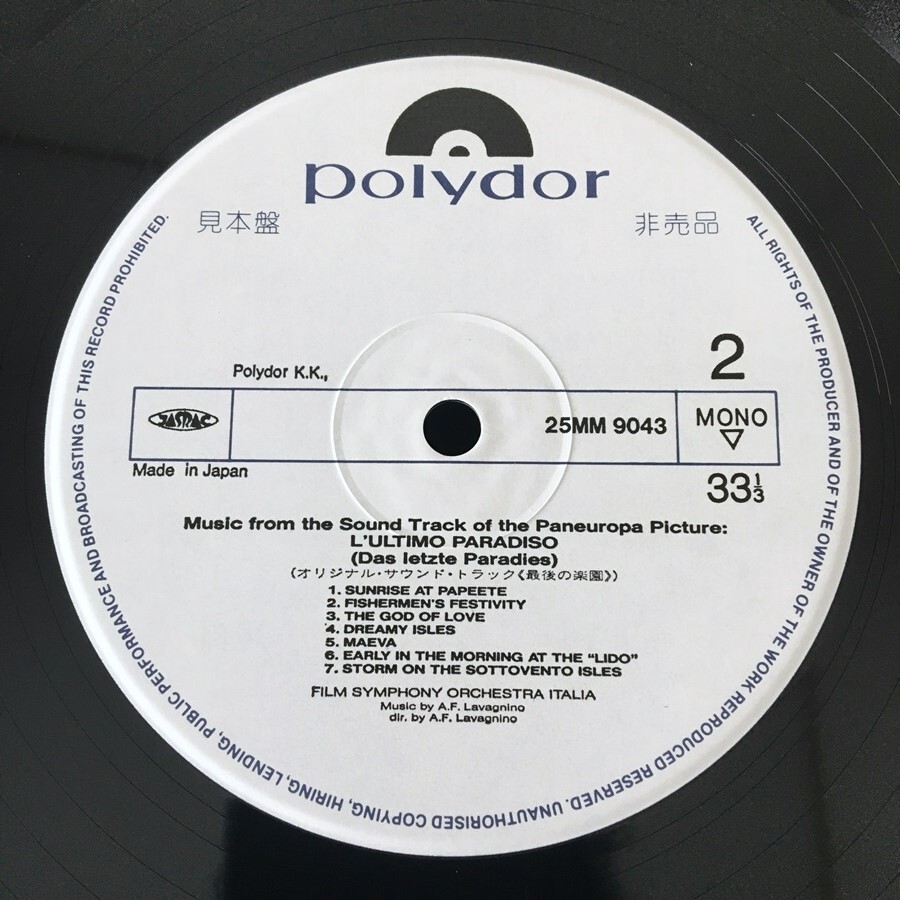 polydor
見本盤
非売品
2
Polydor K.K.,
JASRAC
25MM 9043
MONO
Made in Japan
33 1/3
Music from the Sound Track of the Paneuropa Picture:
L'ULTIMO PARADISO
(Das letzte Paradies)
(オリジナル・サウンド・トラック《最後の楽園》)
1. SUNRISE AT PAPEETE
2. FISHERMEN'S FESTIVITY
3. THE GOD OF LOVE
4. DREAMY ISLES
5. MAEVA
6. EARLY IN THE MORNING AT THE "LIDO"
7. STORM ON THE SOTTOVENTO ISLES
FILM SYMPHONY ORCHESTRA ITALIA
Music by A.F. Lavagnino
dir. by A.F. Lavagnino
ALL RIGHTS OF THE PRODUCER AND OF THE OWNER OF THE WORK REPRODUCED RESERVED. UNAUTHORISED COPYING, HIRING, LENDING, PUBLIC PERFORMANCE AND BROADCASTING OF THIS RECORD PROHIBITED.